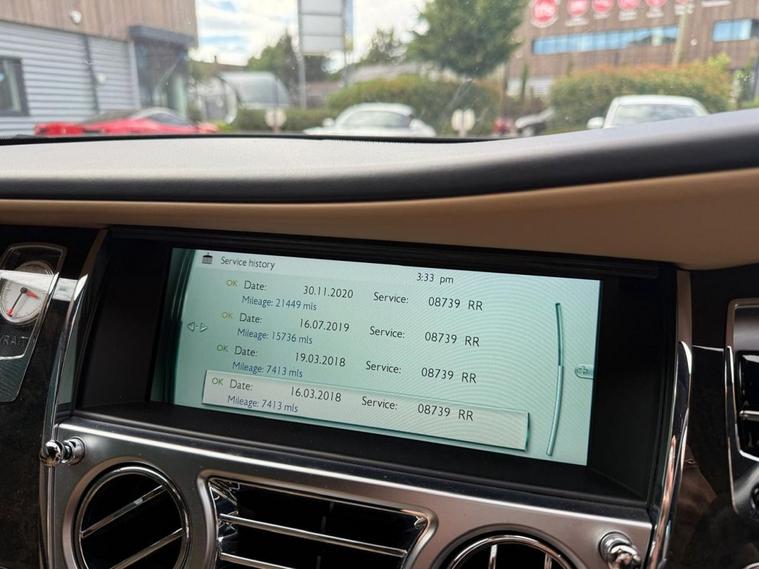 Service history
3:33 pm
OK Date: 30.11.2020 Service: 08739 RR
Mileage: 21449 mls
OK Date: 16.07.2019 Service: 08739 RR
Mileage: 15736 mls
OK Date: 19.03.2018 Service: 08739 RR
Mileage: 7413 mls
OK Date: 16.03.2018 Service: 08739 RR
Mileage: 7413 mls